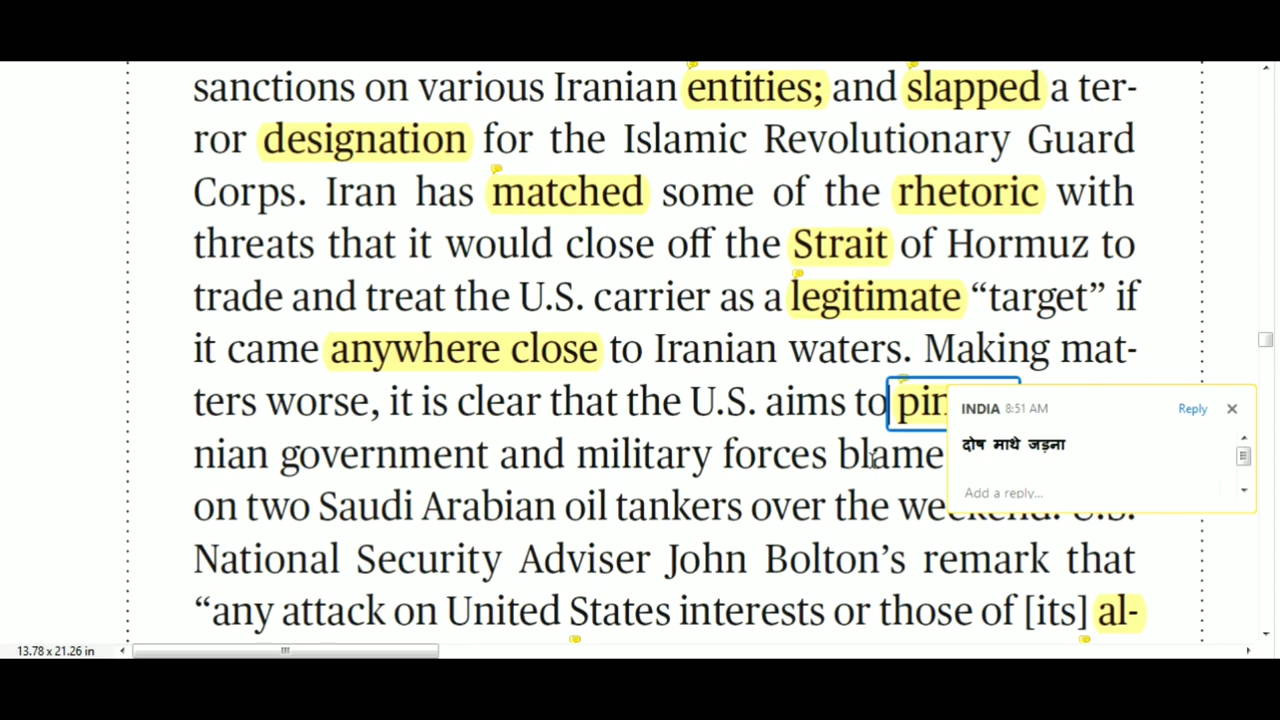 sanctions on various Iranian entities; and slapped a ter-
ror designation for the Islamic Revolutionary Guard
Corps. Iran has matched some of the rhetoric with
threats that it would close off the Strait of Hormuz to
trade and treat the U.S. carrier as a legitimate “target” if
it came anywhere close to Iranian waters. Making mat-
ters worse, it is clear that the U.S. aims to
nian government and military forces blame
on two Saudi Arabian oil tankers over the weekend. U.S.
National Security Adviser John Bolton’s remark that
“any attack on United States interests or those of [its] al-
INDIA 8:51 AM Reply
दोष माथे जड़ना
Add a reply...
13.78 x 21.26 in